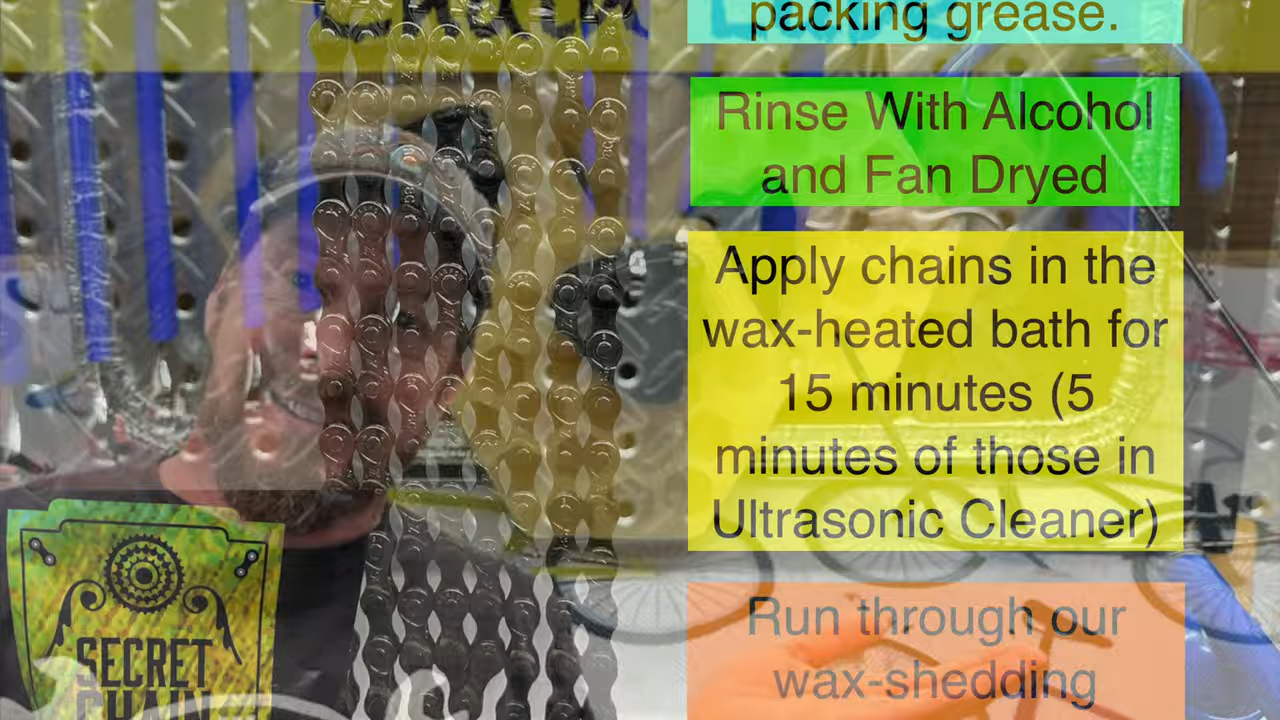 packing grease.
Rinse With Alcohol
and Fan Dryed
Apply chains in the
wax-heated bath for
15 minutes (5
minutes of those in
Ultrasonic Cleaner)
Run through our
wax-shedding
SECRET
CHAIN